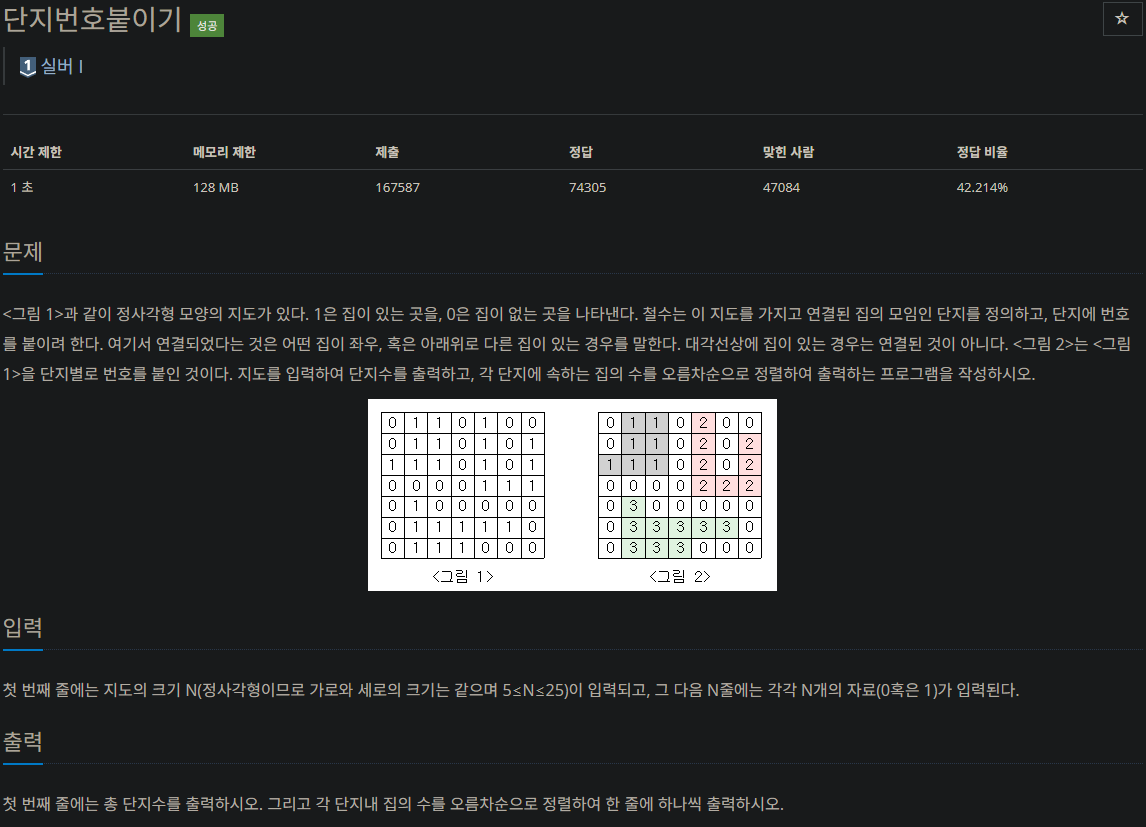 단지번호붙이기 성공
☆
1 실버 I
시간 제한 메모리 제한 제출 정답 맞힌 사람 정답 비율
1 초 128 MB 167587 74305 47084 42.214%
문제
<그림 1>과 같이 정사각형 모양의 지도가 있다. 1은 집이 있는 곳을, 0은 집이 없는 곳을 나타낸다. 철수는 이 지도를 가지고 연결된 집의 모임인 단지를 정의하고, 단지에 번호
를 붙이려 한다. 여기서 연결되었다는 것은 어떤 집이 좌우, 혹은 아래위로 다른 집이 있는 경우를 말한다. 대각선상에 집이 있는 경우는 연결된 것이 아니다. <그림 2>는 <그림
1>을 단지별로 번호를 붙인 것이다. 지도를 입력하여 단지수를 출력하고, 각 단지에 속하는 집의 수를 오름차순으로 정렬하여 출력하는 프로그램을 작성하시오.
0 1 1 0 1 0 0
0 1 1 0 1 0 1
1 1 1 0 1 0 1
0 0 0 0 1 1 1
0 1 0 0 0 0 0
0 1 1 1 1 1 0
0 1 1 1 0 0 0
<그림 1>
0 1 1 0 2 0 0
0 1 1 0 2 0 2
1 1 1 0 2 0 2
0 0 0 0 2 2 2
0 3 0 0 0 0 0
0 3 3 3 3 3 0
0 3 3 3 0 0 0
<그림 2>
입력
첫 번째 줄에는 지도의 크기 N(정사각형이므로 가로와 세로의 크기는 같으며 5≤N≤25)이 입력되고, 그 다음 N줄에는 각각 N개의 자료(0혹은 1)가 입력된다.
출력
첫 번째 줄에는 총 단지수를 출력하시오. 그리고 각 단지내 집의 수를 오름차순으로 정렬하여 한 줄에 하나씩 출력하시오.